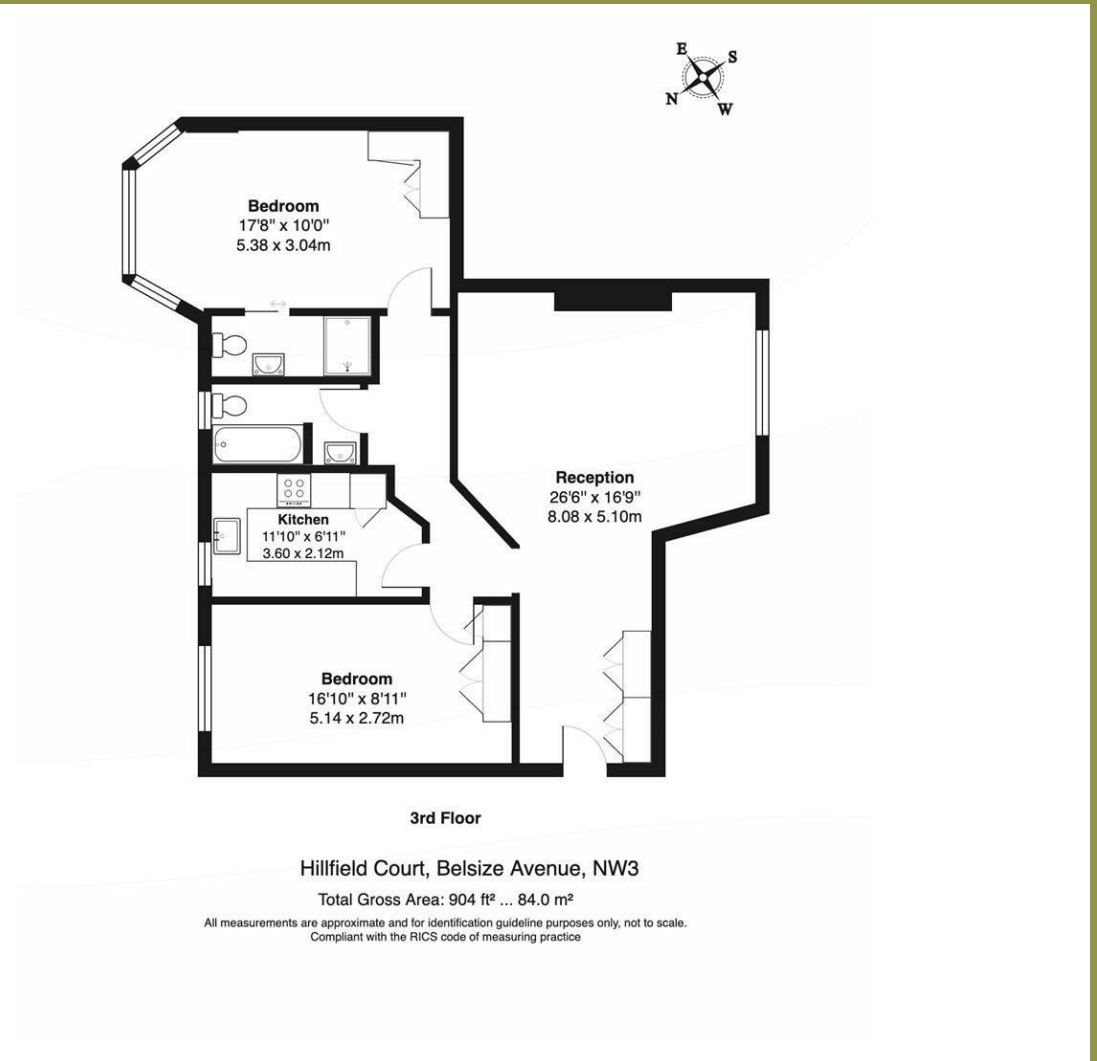 E
S
N
W
Bedroom
17'8" x 10'0"
5.38 x 3.04m
Reception
26'6" x 16'9"
8.08 x 5.10m
Kitchen
11'10" x 6'11"
3.60 x 2.12m
Bedroom
16'10" x 8'11"
5.14 x 2.72m
3rd Floor
Hillfield Court, Belsize Avenue, NW3
Total Gross Area: 904 ft² ... 84.0 m²
All measurements are approximate and for identification guideline purposes only, not to scale.
Compliant with the RICS code of measuring practice